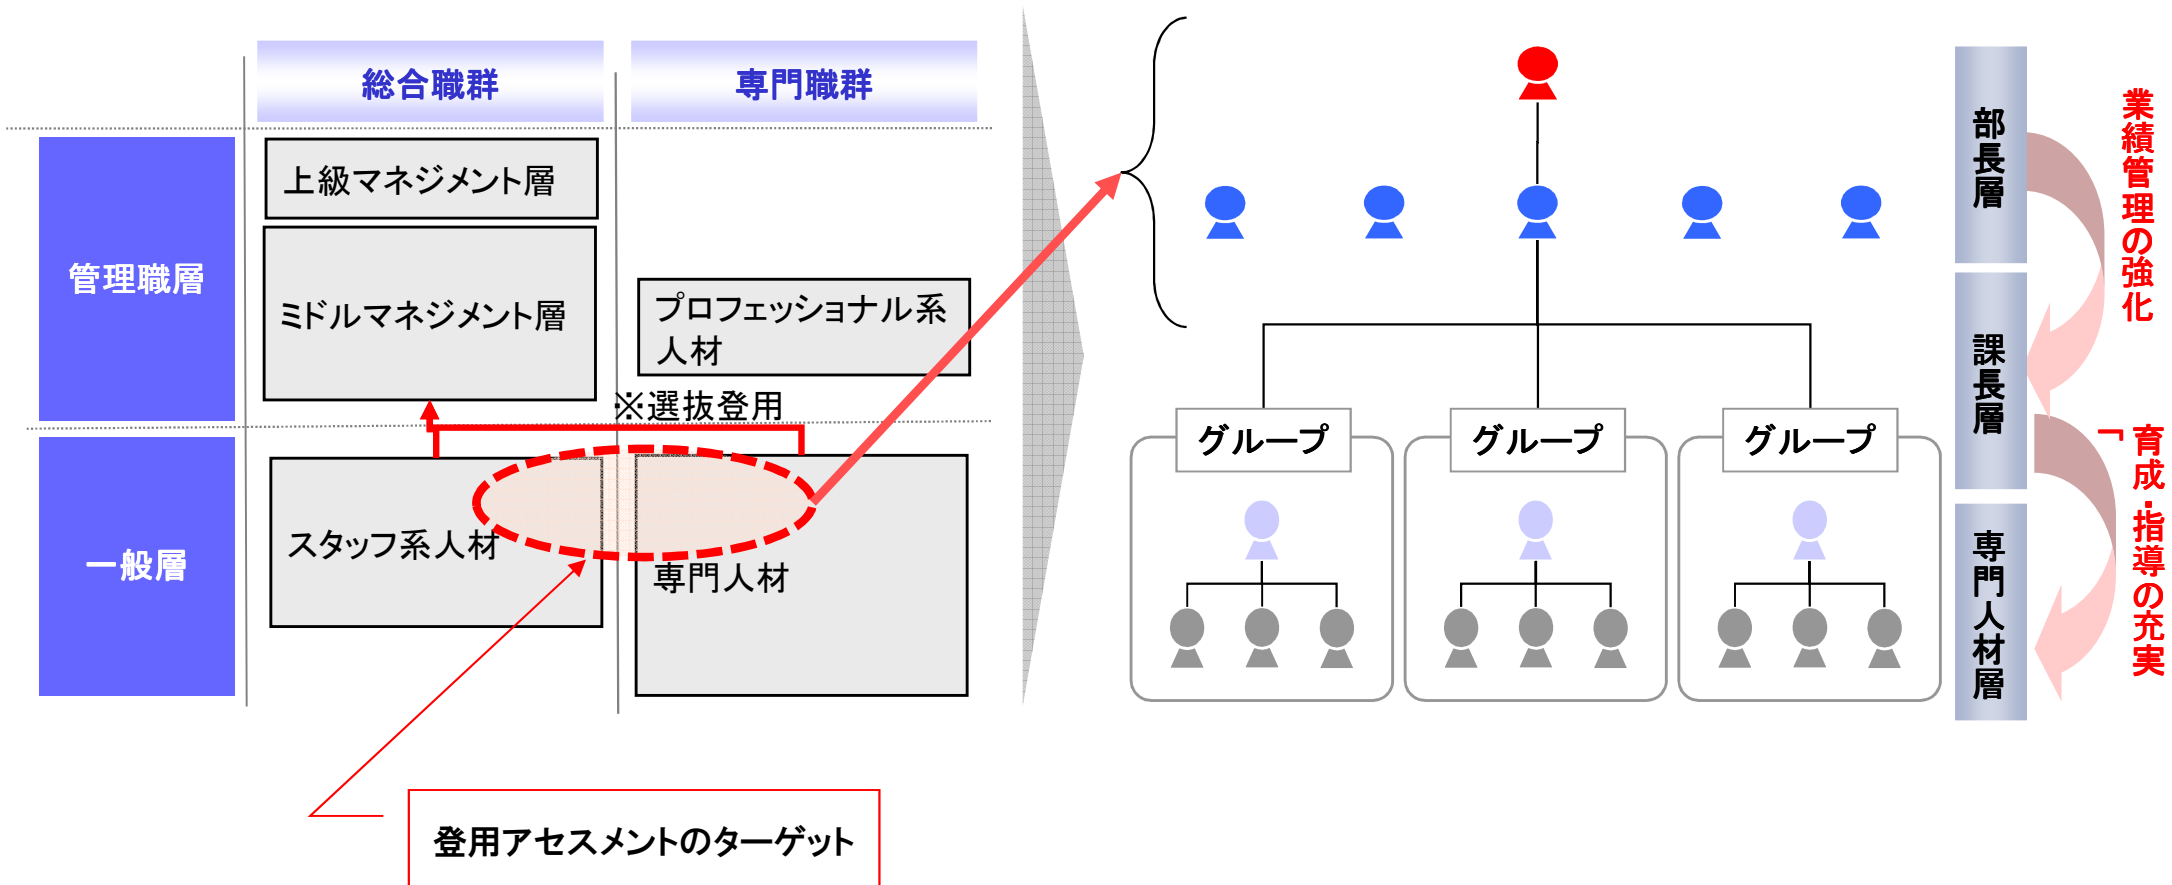 総合職群
専門職群
管理職層
上級マネジメント層
ミドルマネジメント層
プロフェッショナル系
人材
※選抜登用
一般層
スタッフ系人材
専門人材
登用アセスメントのターゲット
グループ
グループ
グループ
部長層
課長層
専門人材層
業績管理の強化
「育成・指導の充実